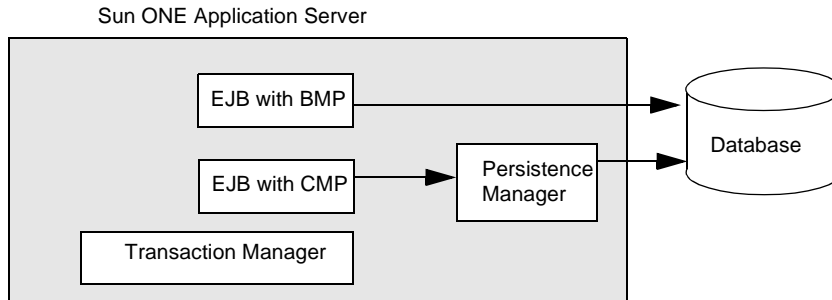 Sun ONE Application Server
EJB with BMP
EJB with CMP
Persistence
Manager
Database
Transaction Manager